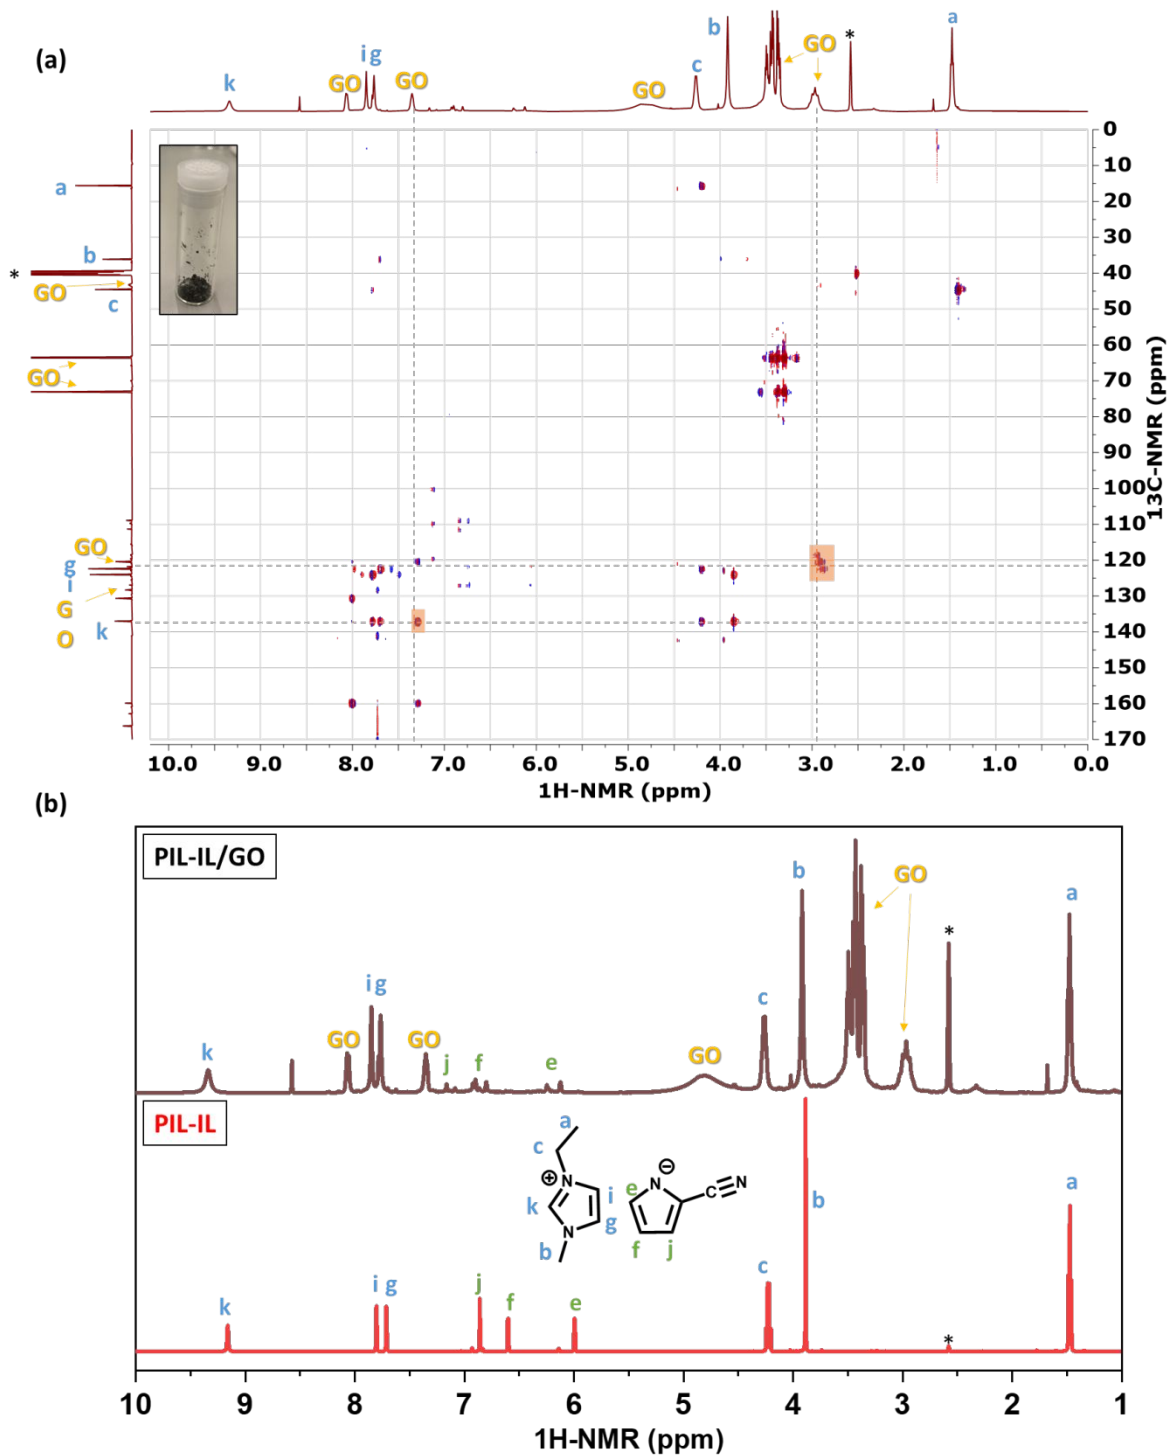 (a)
k
GO
i g
GO
GO
c
b
GO
*
a
a
b
*
GO
c
GO
GO
g
i
G
O
k
0
10
20
30
40
50
60
70
80
90
100
110
120
130
140
150
160
170
13C-NMR (ppm)
10.0 9.0 8.0 7.0 6.0 5.0 4.0 3.0 2.0 1.0 0.0
1H-NMR (ppm)
(b)
PIL-IL/GO
k
GO
i g
GO
j
f
e
GO
c
b
GO
*
a
PIL-IL
k
i g
j
f
e
a
c
N
⊕
k
i
g
N
b
⊖
N
e
C≡N
f
j
c
b
*
a
10 9 8 7 6 5 4 3 2 1
1H-NMR (ppm)